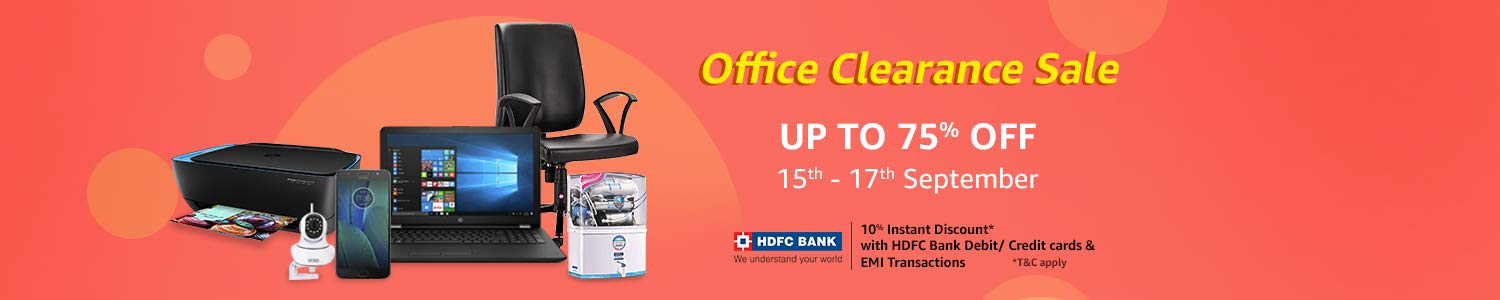 Office Clearance Sale
UP TO 75% OFF
15th - 17th September
HDFC BANK
We understand your world
10% Instant Discount*
with HDFC Bank Debit/ Credit cards &
EMI Transactions
*T&C apply